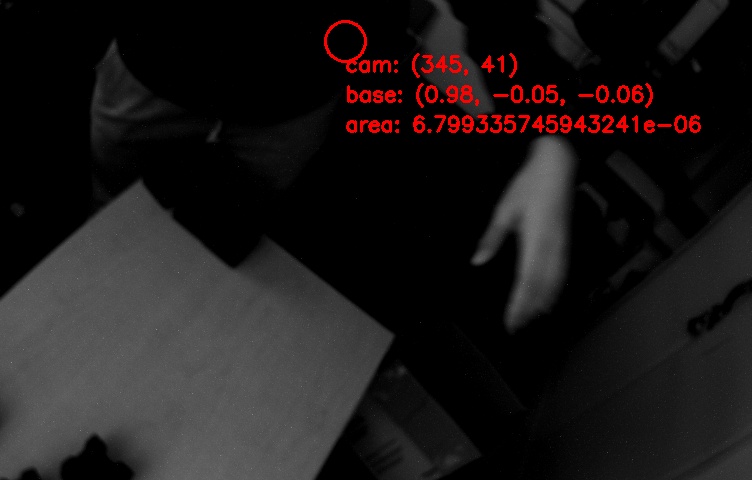 cam: (345, 41)
base: (0.98, −0.05, −0.06)
area: 6.799335745943241e−06